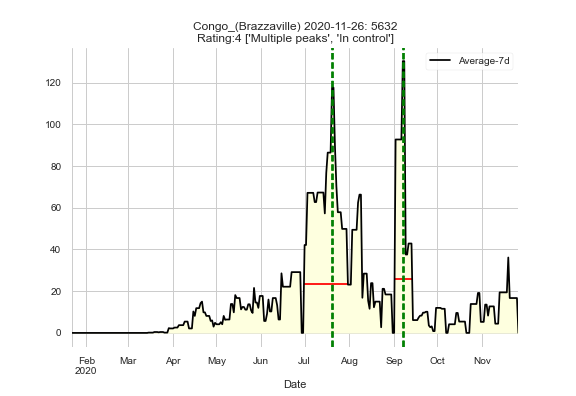 Congo_(Brazzaville) 2020-11-26: 5632
Rating:4 ['Multiple peaks', 'In control']
Average-7d
120
100
80
60
40
20
0
Feb Mar Apr May Jun Jul Aug Sep Oct Nov
2020
Date